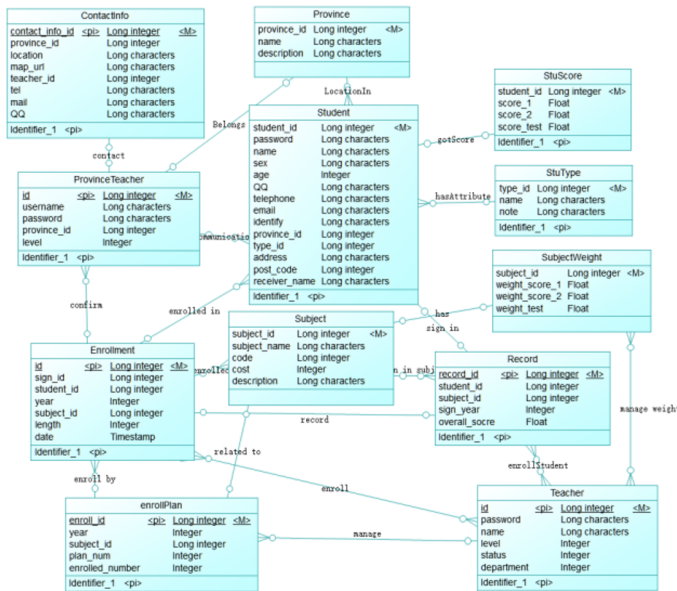 ContactInfo
contact_info_id <pi> Long integer <M>
province_id Long integer
location Long characters
map_url Long characters
teacher_id Long integer
tel Long characters
mail Long characters
QQ Long characters
Identifier_1 <pi>
Province
province_id Long integer <M>
name Long characters
description Long characters
LocationIn
Belongs
contact
Student
student_id Long integer <M>
password Long characters
name Long characters
sex Long characters
age Integer
QQ Long characters
telephone Long characters
email Long characters
identify Long characters
province_id Long integer
type_id Long integer
address Long characters
post_code Long integer
receiver_name Long characters
Identifier_1 <pi>
StuScore
student_id Long integer <M>
score_1 Float
score_2 Float
score_test Float
Identifier_1 <pi>
gotScore
StuType
type_id Long integer <M>
name Long characters
note Long characters
Identifier_1 <pi>
hasAttribute
ProvinceTeacher
id <pi> Long integer <M>
username Long characters
password Long characters
province_id Long integer
level Integer
Identifier_1 <pi>
ommunicatio
confirm
enrolled in
SubjectWeight
subject_id Long integer <M>
weight_score_1 Float
weight_score_2 Float
weight_test Float
Identifier_1 <pi>
has
sign in
Subject
subject_id Long integer <M>
subject_name Long characters
code Long integer
cost Integer
description Long characters
Enrollment
id <pi> Long integer <M>
sign_id Long integer
student_id Long integer
year Integer
subject_id Long integer
length Integer
date Timestamp
Identifier_1 <pi>
n in subj
Record
record_id <pi> Long integer <M>
student_id Long integer
subject_id Long integer
sign_year Integer
overall_socre Float
Identifier_1 <pi>
manage weigh
record
related to
enroll by
enrollStudent
enroll
enrollPlan
enroll_id <pi> Long integer <M>
year Integer
subject_id Long integer
plan_num Integer
enrolled_number Integer
Identifier_1 <pi>
manage
Teacher
id <pi> Long integer <M>
password Long characters
name Long characters
level Integer
status Integer
department Integer
Identifier_1 <pi>